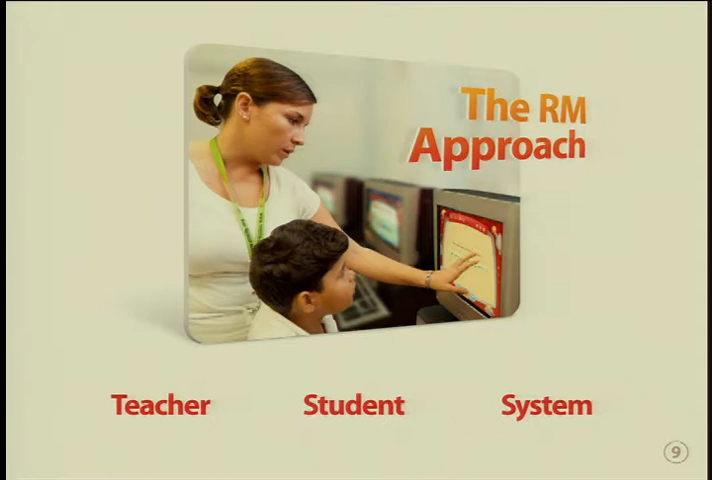 The RM
Approach
Teacher
Student
System
9